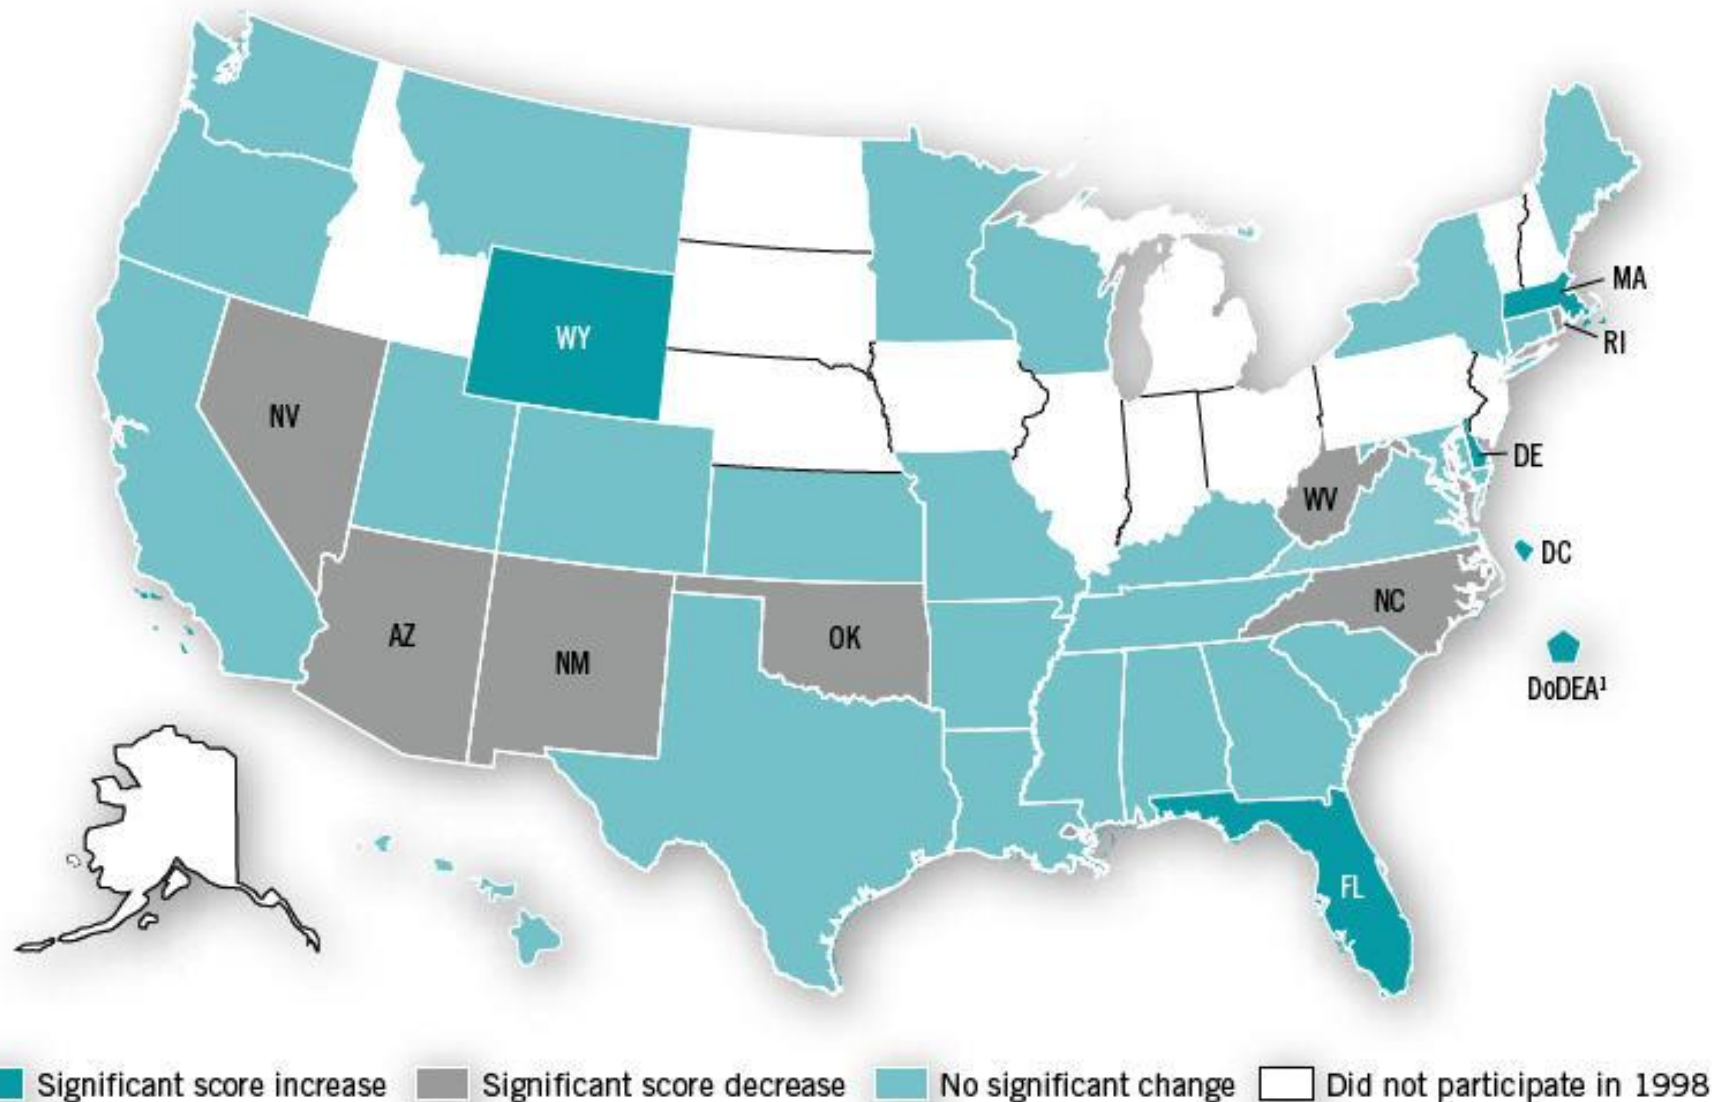 WY
MA
RI
NV
DE
WV
DC
NC
AZ
OK
NM
DoDEA¹
FL
Significant score increase
Significant score decrease
No significant change
Did not participate in 1998